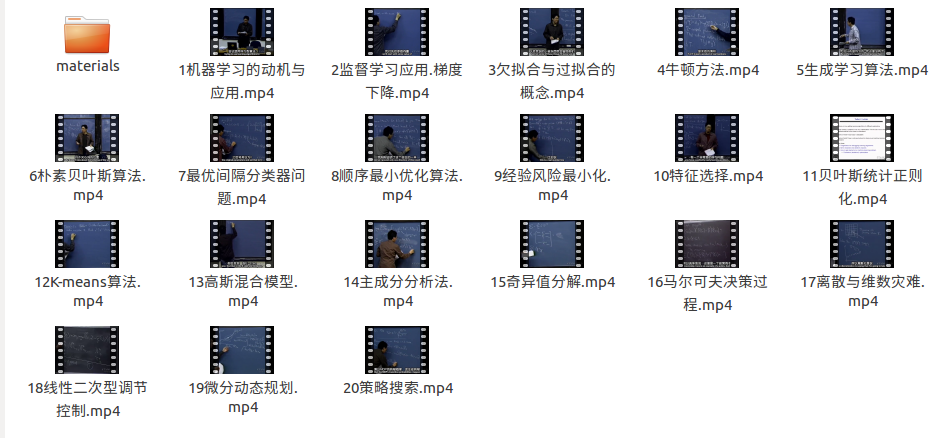 materials
1机器学习的动机与
应用.mp4
2监督学习应用.梯度
下降.mp4
3欠拟合与过拟合的
概念.mp4
4牛顿方法.mp4
5生成学习算法.mp4
6朴素贝叶斯算法.
mp4
7最优间隔分类器问
题.mp4
8顺序最小优化算法.
mp4
9经验风险最小化.
mp4
10特征选择.mp4
11贝叶斯统计正则
化.mp4
12K-means算法.
mp4
13高斯混合模型.
mp4
14主成分分析法.
mp4
15奇异值分解.mp4
16马尔可夫决策过
程.mp4
17离散与维数灾难.
mp4
18线性二次型调节
控制.mp4
19微分动态规划.
mp4
20策略搜索.mp4